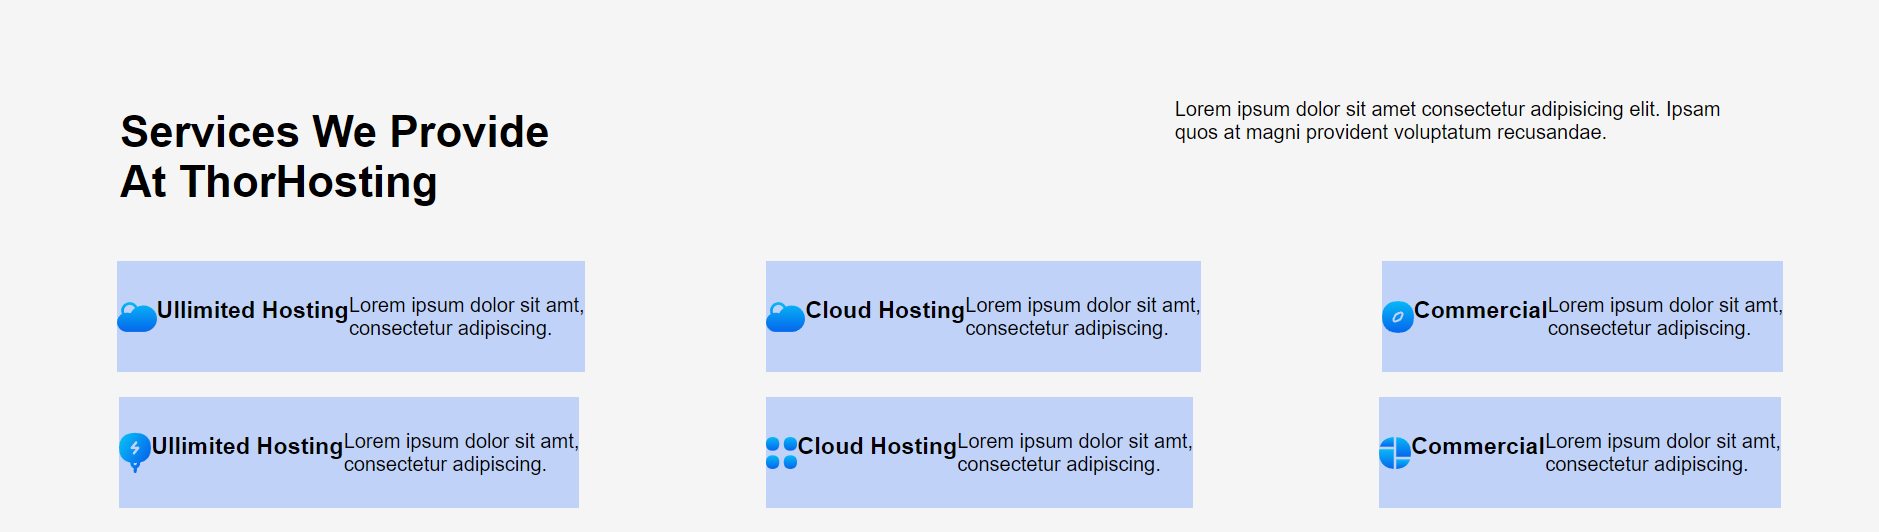 Services We Provide
At ThorHosting
Lorem ipsum dolor sit amet consectetur adipisicing elit. Ipsam
quos at magni provident voluptatum recusandae.
Ullimited Hosting
Lorem ipsum dolor sit amt,
consectetur adipiscing.
Cloud Hosting
Lorem ipsum dolor sit amt,
consectetur adipiscing.
Commercial
Lorem ipsum dolor sit amt,
consectetur adipiscing.
Ullimited Hosting
Lorem ipsum dolor sit amt,
consectetur adipiscing.
Cloud Hosting
Lorem ipsum dolor sit amt,
consectetur adipiscing.
Commercial
Lorem ipsum dolor sit amt,
consectetur adipiscing.